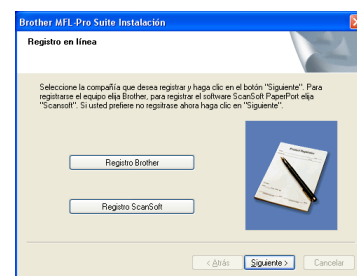 Brother MFL-Pro Suite Instalación
Registro en línea
Seleccione la compañía que desea registrar y haga clic en el botón "Siguiente". Para
registrarse el equipo elija Brother, para registrar el software ScanSoft PaperPort elija
"Scansoft". Si usted prefiere no regsitrase ahora haga clic en "Siguiente".
Registro Brother
Registro ScanSoft
< Atrás
Siguiente >
Cancelar